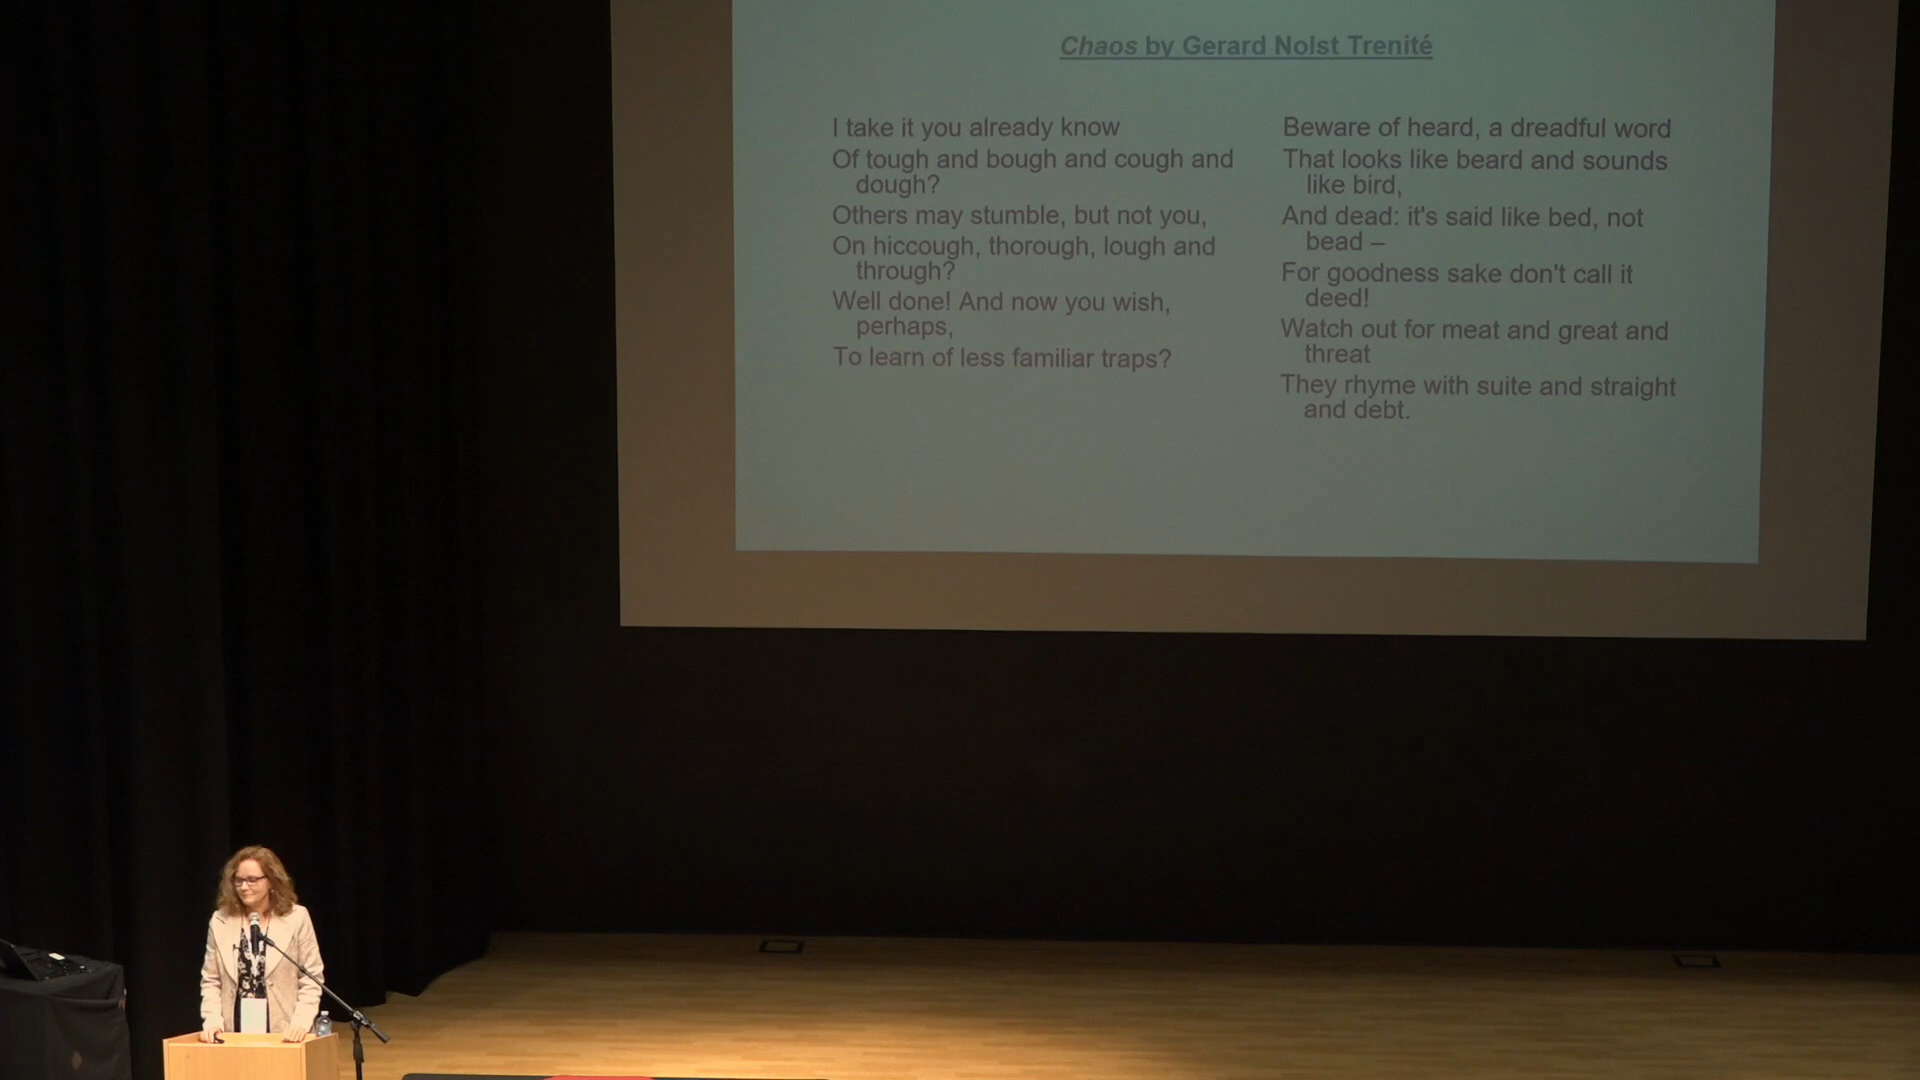 Chaos by Gerard Nolst Trenité
I take it you already know
Of tough and bough and cough and
dough?
Others may stumble, but not you,
On hiccough, thorough, lough and
through?
Well done! And now you wish,
perhaps,
To learn of less familiar traps?
Beware of heard, a dreadful word
That looks like beard and sounds
like bird,
And dead: it's said like bed, not
bead –
For goodness sake don't call it
deed!
Watch out for meat and great and
threat
They rhyme with suite and straight
and debt.